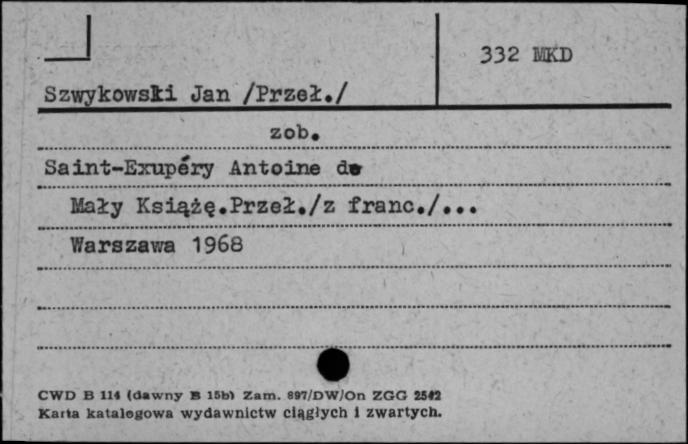 332 MKD
Szwykowski Jan /Przeł./
zob.
Saint-Exupéry Antoine de
Mały Książę.Przeł./z franc./...
Warszawa 1968
CWD B 114 (dawny B 15b) Zam. 897/DW/On ZGG 2542
Karta katalogowa wydawnictw ciągłych i zwartych.